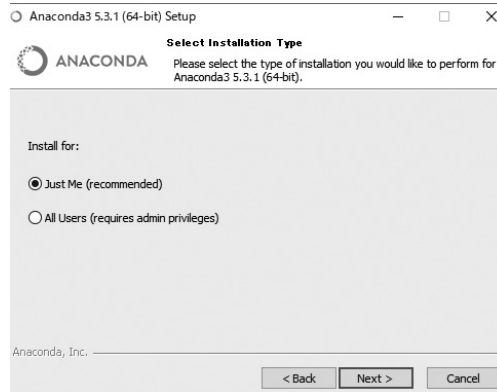 Anaconda3 5.3.1 (64-bit) Setup
Select Installation Type
ANACONDA
Please select the type of installation you would like to perform for
Anaconda3 5.3.1 (64-bit).
Install for:
Just Me (recommended)
All Users (requires admin privileges)
Anaconda, Inc.
< Back Next > Cancel